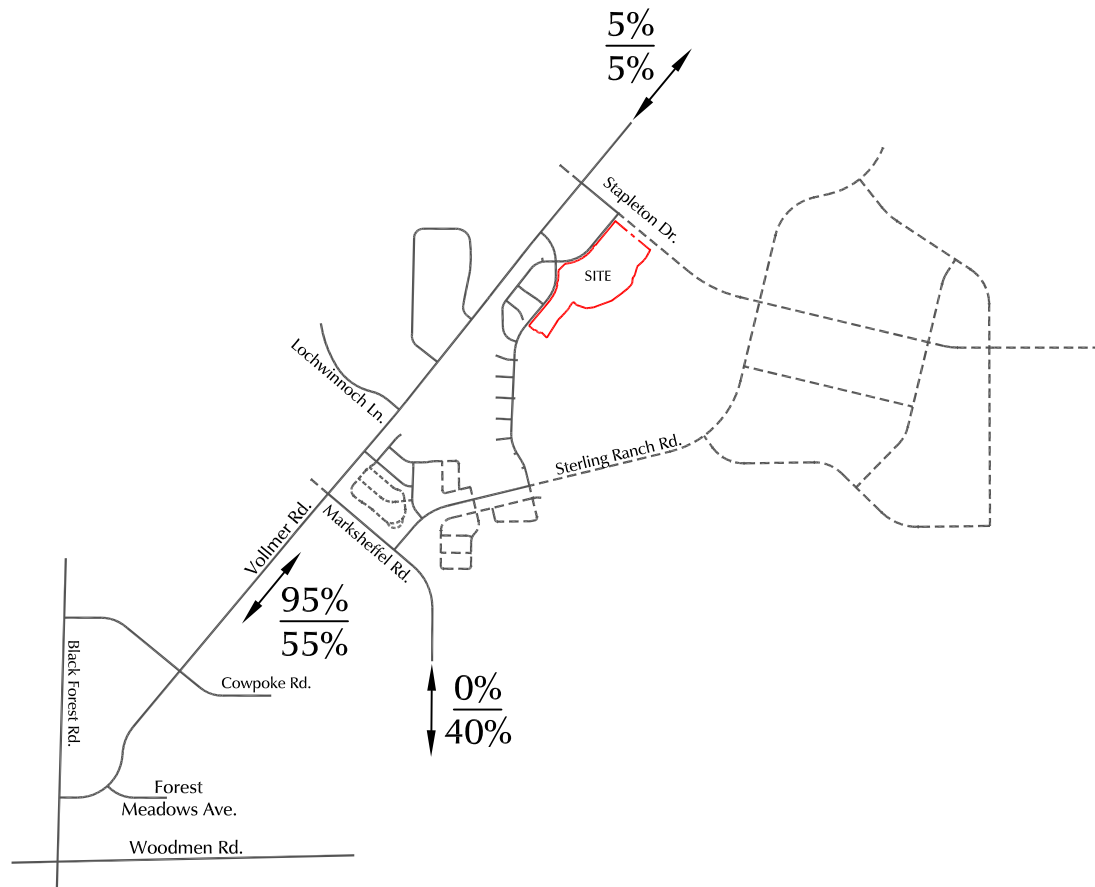 5%
5%
Stapleton Dr.
SITE
Lochwinnoch Ln.
Sterling Ranch Rd.
Vollmer Rd.
Marksheffel Rd.
95%
55%
Black Forest Rd.
Cowpoke Rd.
0%
40%
Forest
Meadows Ave.
Woodmen Rd.